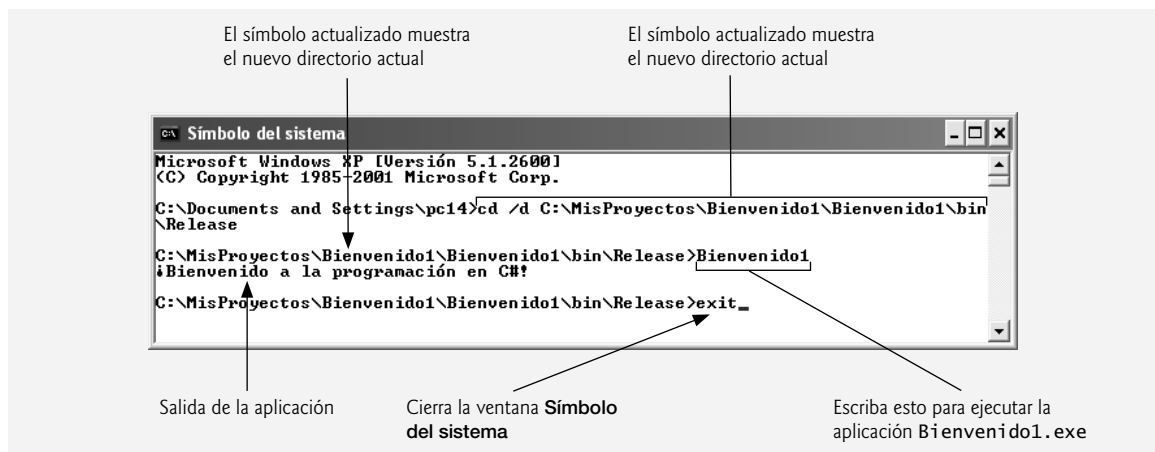 El símbolo actualizado muestra
el nuevo directorio actual
El símbolo actualizado muestra
el nuevo directorio actual
C:\ Símbolo del sistema
Microsoft Windows XP [Versión 5.1.2600]
(C) Copyright 1985-2001 Microsoft Corp.
C:\Documents and Settings\pc14>cd /d C:\MisProyectos\Bienvenido1\Bienvenido1\bin
\Release
C:\MisProyectos\Bienvenido1\Bienvenido1\bin\Release>Bienvenido1
¡Bienvenido a la programación en C#!
C:\MisProyectos\Bienvenido1\Bienvenido1\bin\Release>exit_
Salida de la aplicación
Cierra la ventana Símbolo
del sistema
Escriba esto para ejecutar la
aplicación Bienvenido1.exe